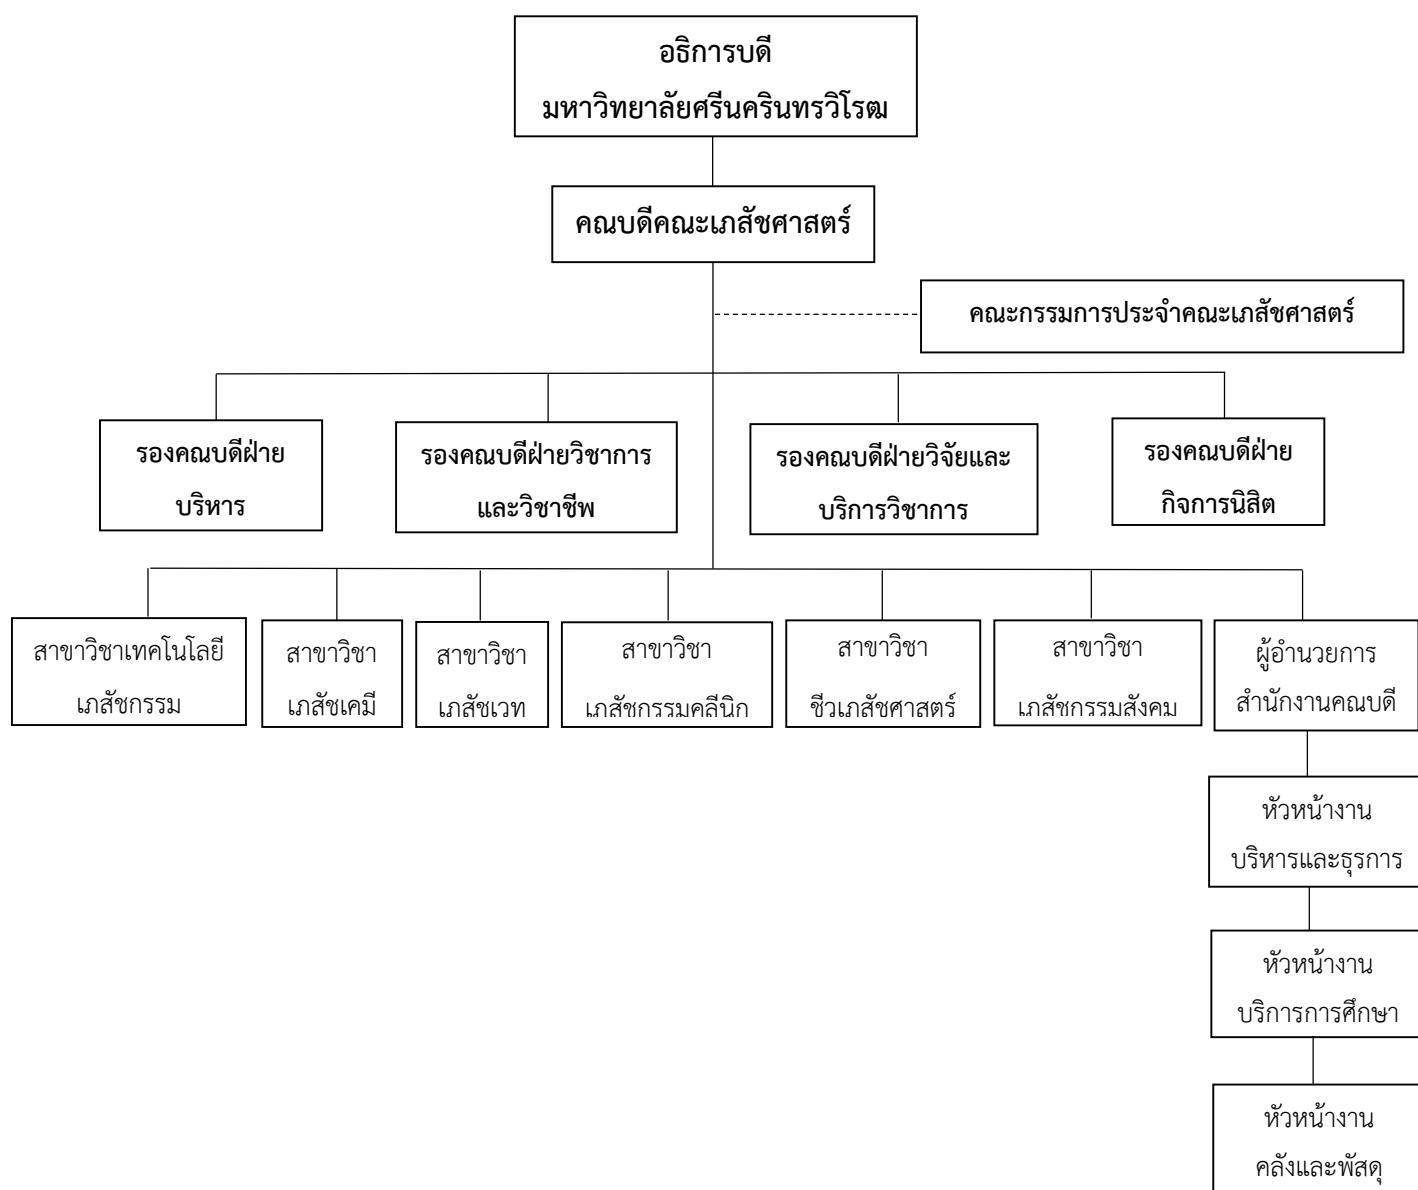 อธิการบดี
มหาวิทยาลัยศรีนครินทรวิโรฒ
คณบดีคณะเภสัชศาสตร์
คณะกรรมการประจำคณะเภสัชศาสตร์
รองคณบดีฝ่าย
บริหาร
รองคณบดีฝ่ายวิชาการ
และวิชาชีพ
รองคณบดีฝ่ายวิจัยและ
บริการวิชาการ
รองคณบดีฝ่าย
กิจการนิสิต
สาขาวิชาเทคโนโลยี
เภสัชกรรม
สาขาวิชา
เภสัชเคมี
สาขาวิชา
เภสัชเวท
สาขาวิชา
เภสัชกรรมคลีนิก
สาขาวิชา
ชีวเภสัชศาสตร์
สาขาวิชา
เภสัชกรรมสังคม
ผู้อำนวยการ
สำนักงานคณบดี
หัวหน้างาน
บริหารและธุรการ
หัวหน้างาน
บริการการศึกษา
หัวหน้างาน
คลังและพัสดุ